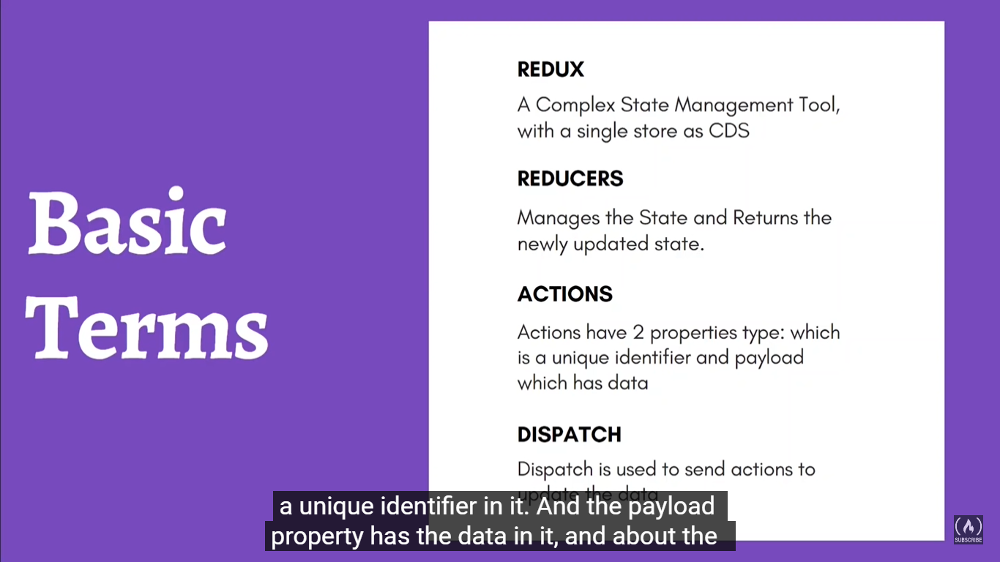 Basic
Terms
REDUX
A Complex State Management Tool,
with a single store as CDS
REDUCERS
Manages the State and Returns the
newly updated state.
ACTIONS
Actions have 2 properties type: which
is a unique identifier and payload
which has data
DISPATCH
Dispatch is used to send actions to
update the data
a unique identifier in it. And the payload
property has the data in it, and about the
SUBSCRIBE